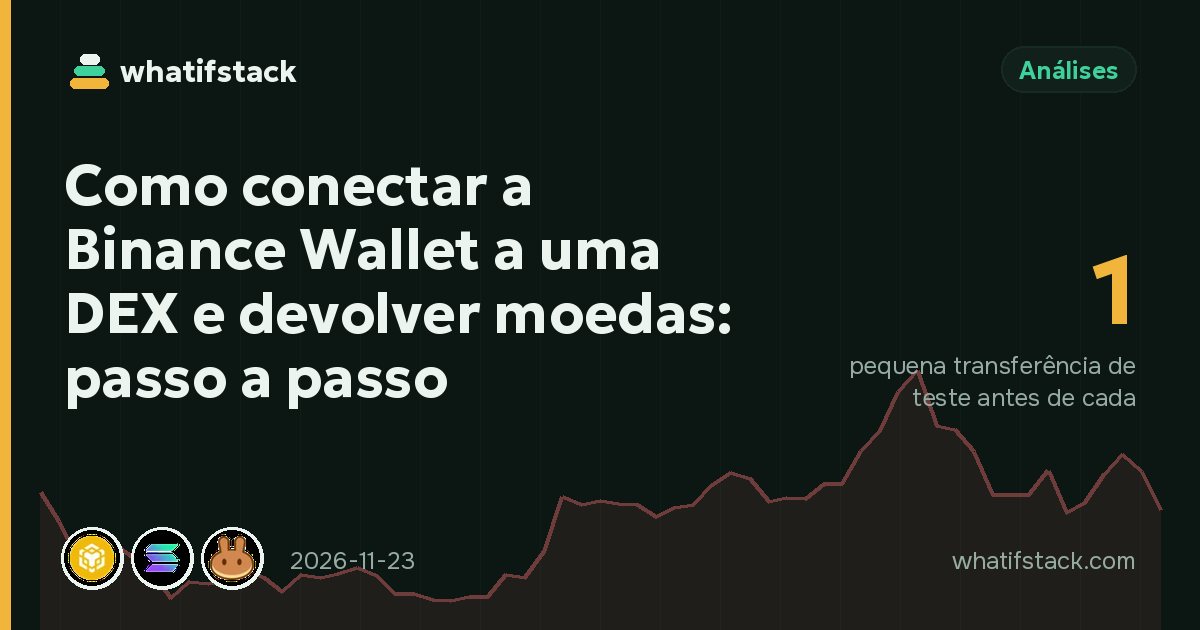 whatifstack
Análises
Como conectar a
Binance Wallet a uma
DEX e devolver moedas:
passo a passo
1
pequena transferência de
teste antes de cada
2026-11-23
whatifstack.com